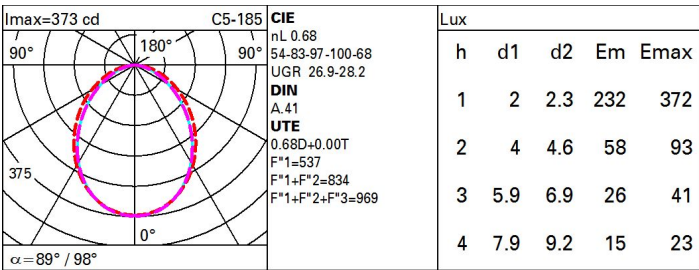 Imax=373 cd C5-185
90° 180° 90°
375
0°
α=89° / 98°
CIE
nL 0.68
54-83-97-100-68
UGR 26.9-28.2
DIN
A.41
UTE
0.68D+0.00T
F"1=537
F"1+F"2=834
F"1+F"2+F"3=969
Lux
h d1 d2 Em Emax
1 2 2.3 232 372
2 4 4.6 58 93
3 5.9 6.9 26 41
4 7.9 9.2 15 23